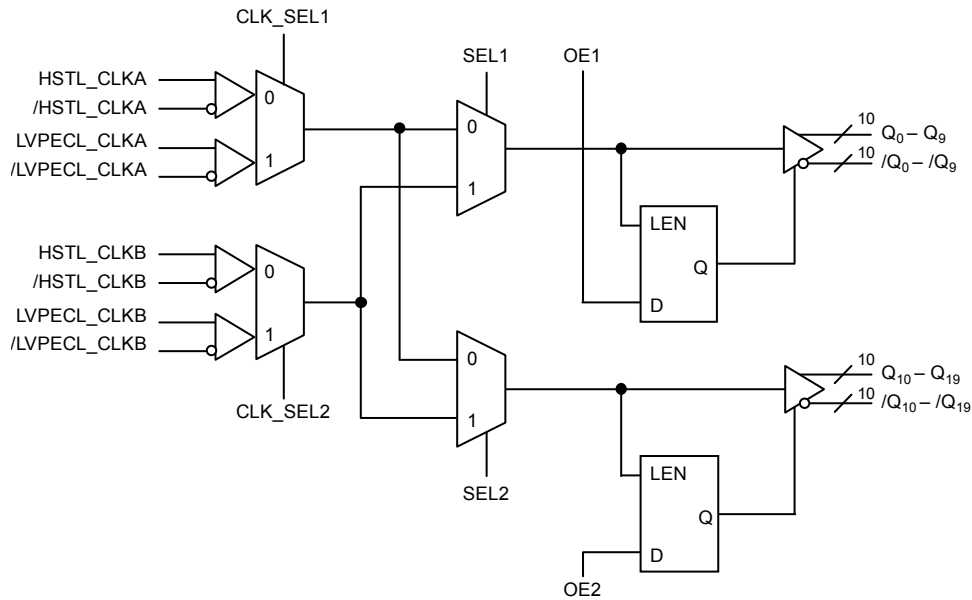 CLK_SEL1
HSTL_CLKA
/HSTL_CLKA
LVPECL_CLKA
/LVPECL_CLKA
0
1
SEL1
0
1
OE1
10
Q0 – Q9
10
/Q0 – /Q9
LEN
Q
D
HSTL_CLKB
/HSTL_CLKB
LVPECL_CLKB
/LVPECL_CLKB
0
1
CLK_SEL2
0
1
SEL2
10
Q10 – Q19
10
/Q10 – /Q19
LEN
Q
D
OE2